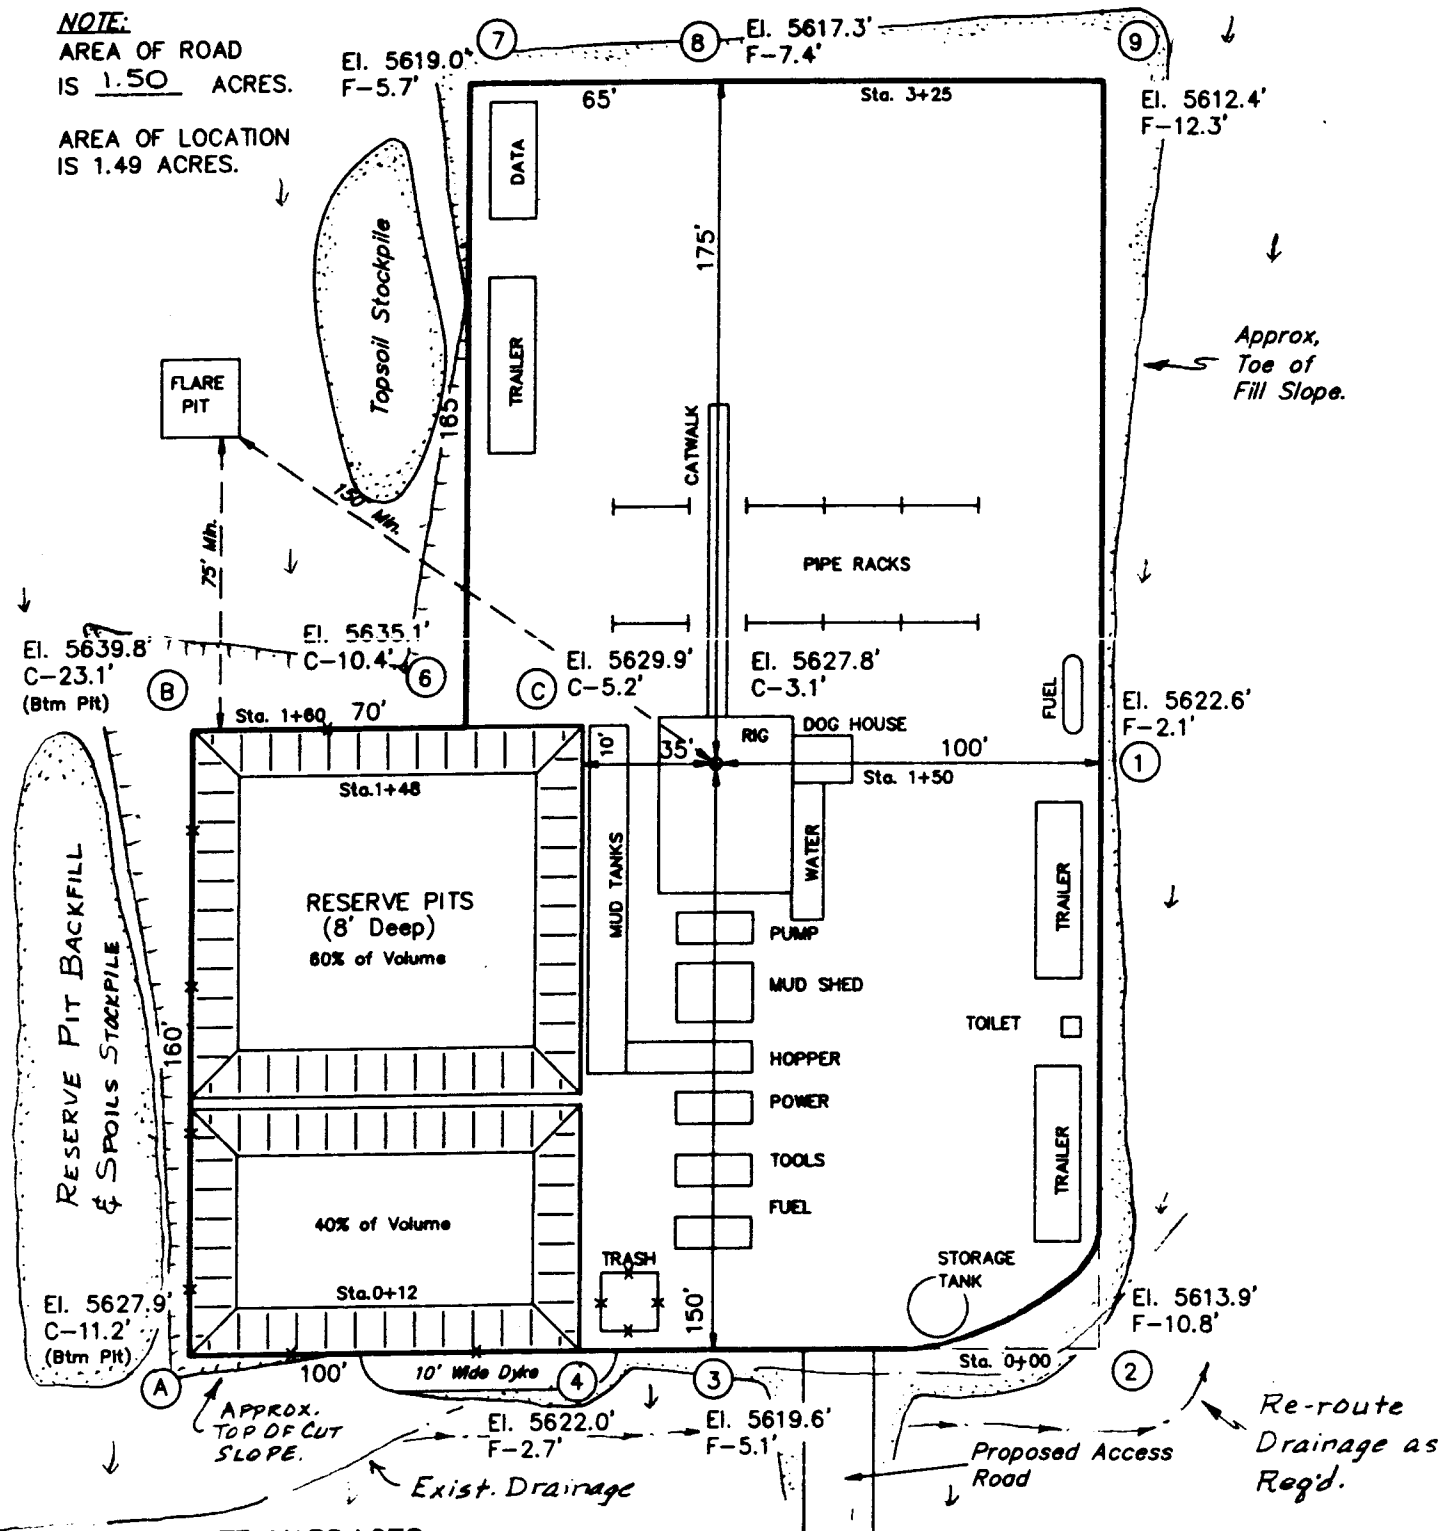 NOTE:
AREA OF ROAD
IS 1.50 ACRES.
AREA OF LOCATION
IS 1.49 ACRES.
El. 5619.0'
F-5.7'
7
8
El. 5617.3'
F-7.4'
9
El. 5612.4'
F-12.3'
65'
Sta. 3+25
DATA
175'
Topsoil Stockpile
TRAILER
165'
Approx,
Toe of
Fill Slope.
FLARE
PIT
CATWALK
150' Min.
75' Min.
PIPE RACKS
El. 5639.8'
C-23.1'
(Btm Pit)
B
El. 5635.1'
C-10.4'
6
C
El. 5629.9'
C-5.2'
El. 5627.8'
C-3.1'
FUEL
El. 5622.6'
F-2.1'
1
Sta. 1+60
70'
10'
35'
RIG
DOG HOUSE
100'
Sta. 1+50
Sta.1+48
MUD TANKS
WATER
TRAILER
RESERVE PITS
(8' Deep)
60% of Volume
PUMP
MUD SHED
TOILET
HOPPER
POWER
TOOLS
FUEL
TRAILER
RESERVE PIT BACKFILL
& SPOILS STOCKPILE
160'
40% of Volume
Sta.0+12
TRASH
STORAGE
TANK
150'
El. 5627.9'
C-11.2'
(Btm Pit)
A
El. 5613.9'
F-10.8'
Sta. 0+00
2
100'
10' Wide Dyke
4
3
APPROX.
TOP OF CUT
SLOPE.
El. 5622.0'
F-2.7'
El. 5619.6'
F-5.1'
Exist. Drainage
Proposed Access
Road
Re-route
Drainage as
Req'd.